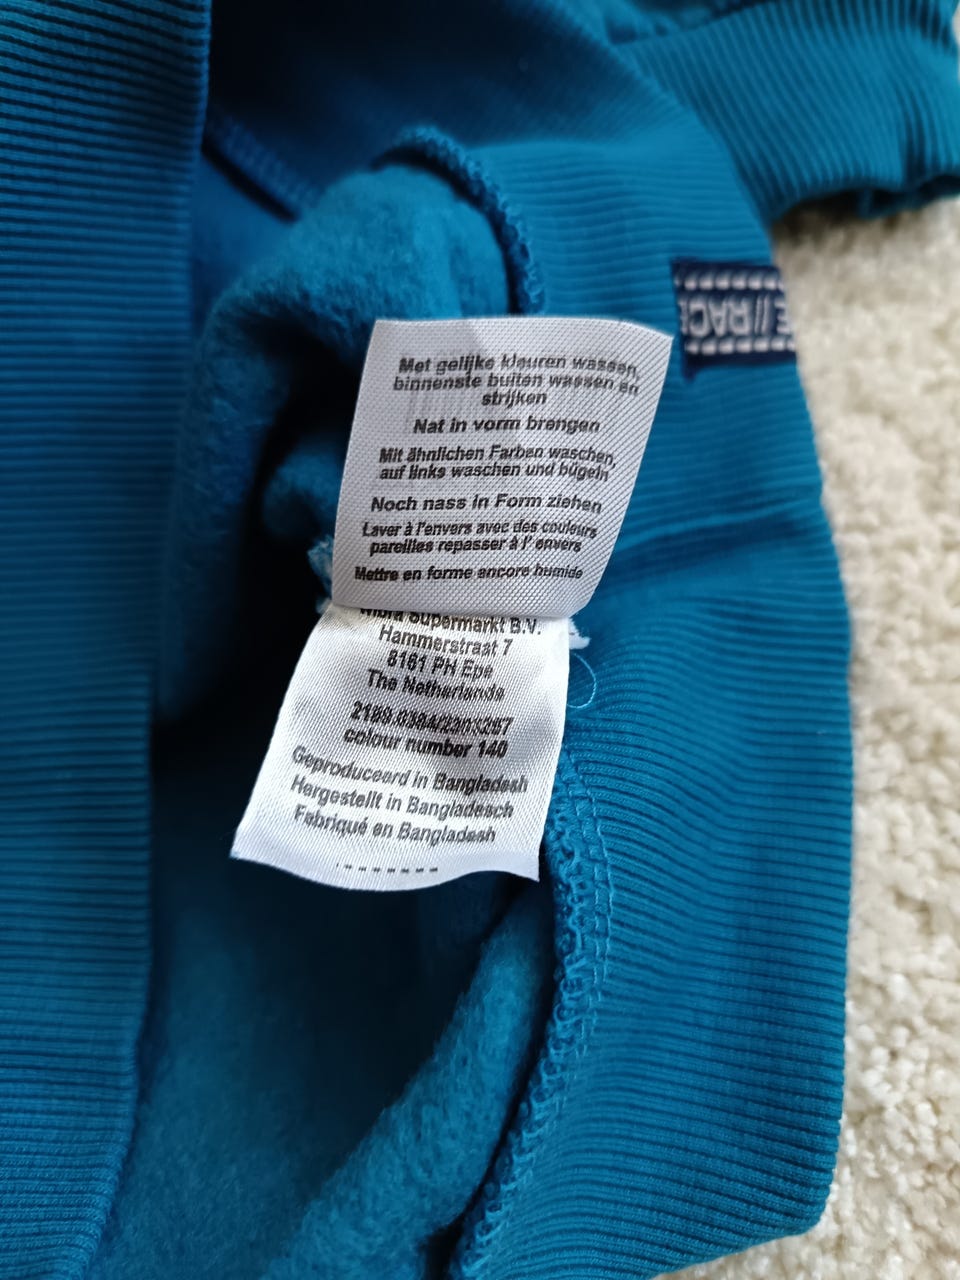 Met gelijke kleuren wassen,
binnenste buiten wassen en
strijken
Nat in vorm brengen
Mit ähnlichen Farben waschen,
auf links waschen und bügeln
Noch nass in Form ziehen
Laver à l'envers avec des couleurs
pareilles repasser à l' envers
Mettre en forme ancore humide
Supermarkt B.V.
Hammerstraat 7
8161 PH Epe
The Netherlands
colour number 140
Geproduceerd in Bangladesh
Hergestellt in Bangladesch
Fabriqué en Bangladesh